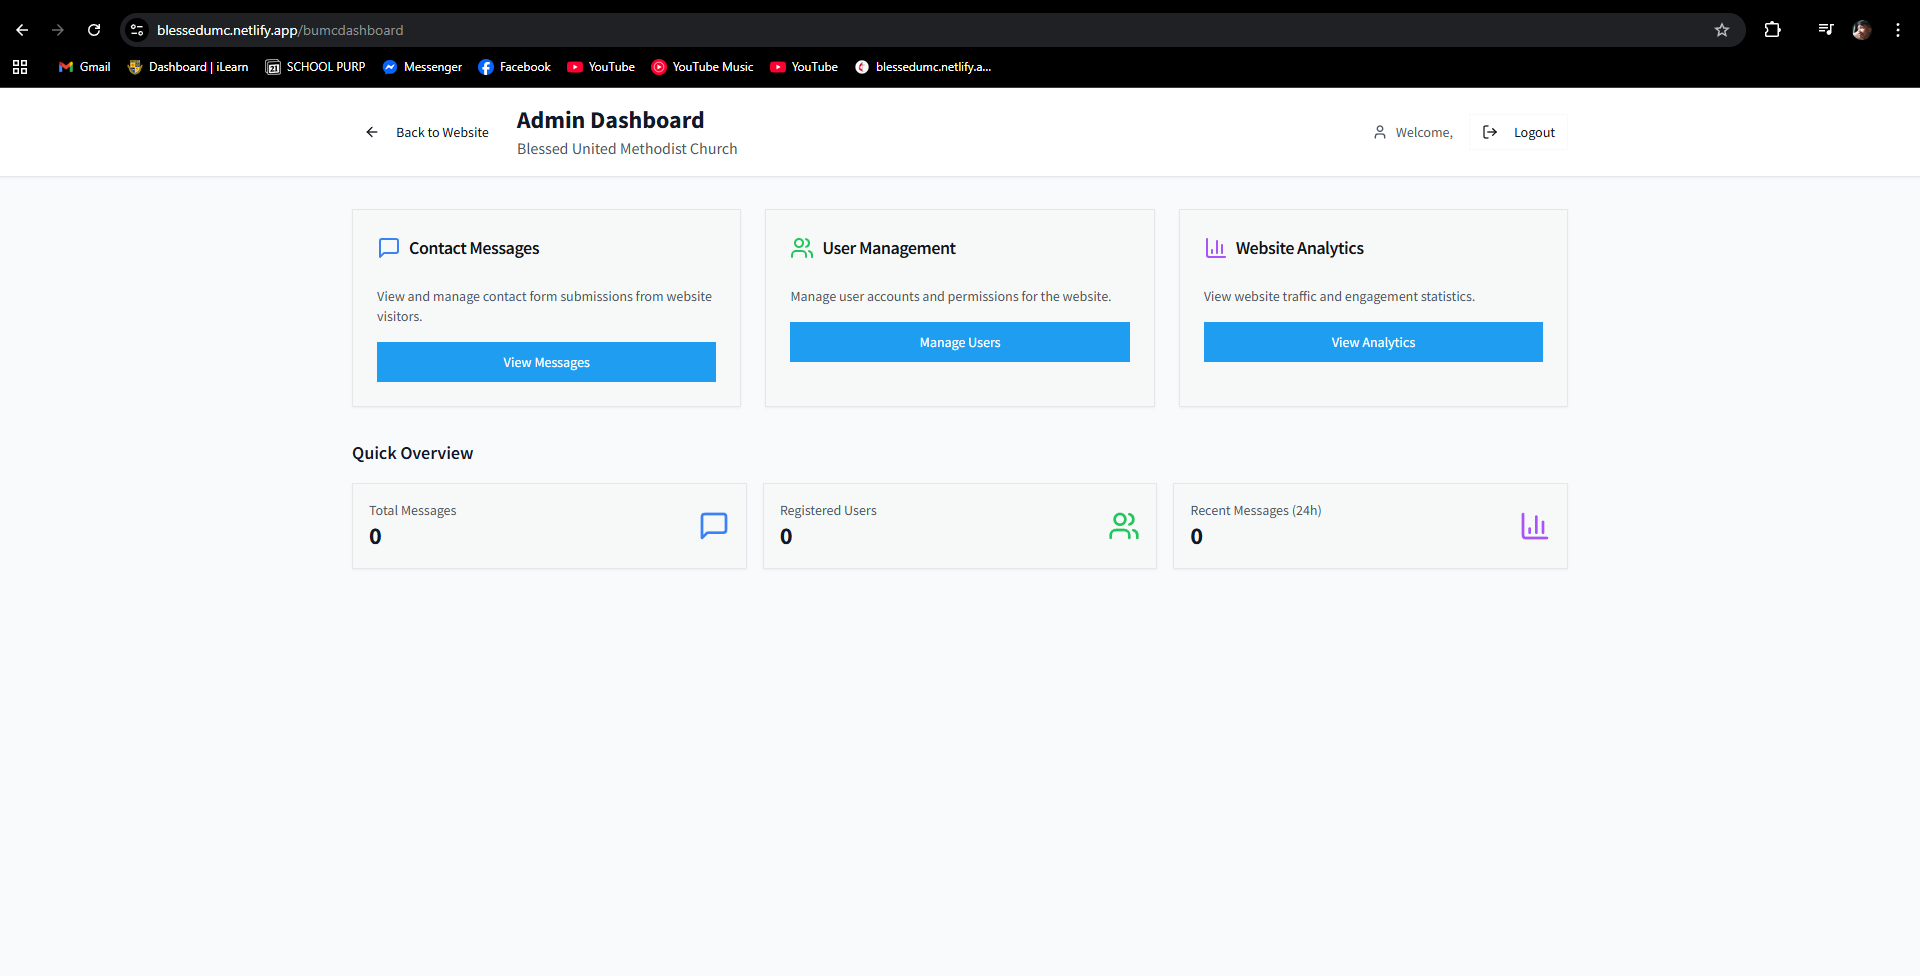 blessedumc.netlify.app/bumcdashboard
Gmail
Dashboard | iLearn
SCHOOL PURP
Messenger
Facebook
YouTube
YouTube Music
YouTube
blessedumc.netlify.a...
Back to Website
Admin Dashboard
Blessed United Methodist Church
Welcome,
Logout
Contact Messages
View and manage contact form submissions from website
visitors.
View Messages
User Management
Manage user accounts and permissions for the website.
Manage Users
Website Analytics
View website traffic and engagement statistics.
View Analytics
Quick Overview
Total Messages
0
Registered Users
0
Recent Messages (24h)
0